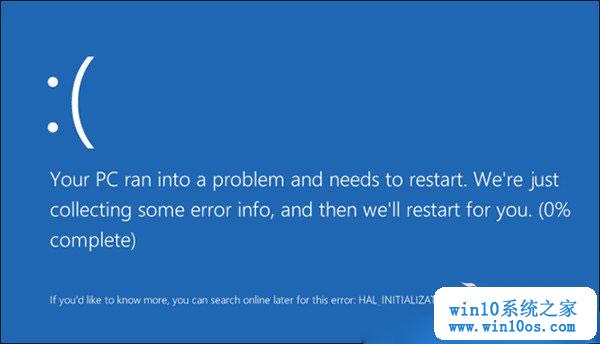 :(
Your PC ran into a problem and needs to restart. We're just
collecting some error info, and then we'll restart for you. (0%
complete)
If you'd like to know more, you can search online later for this error:
win10系统之家
www.win10os.com